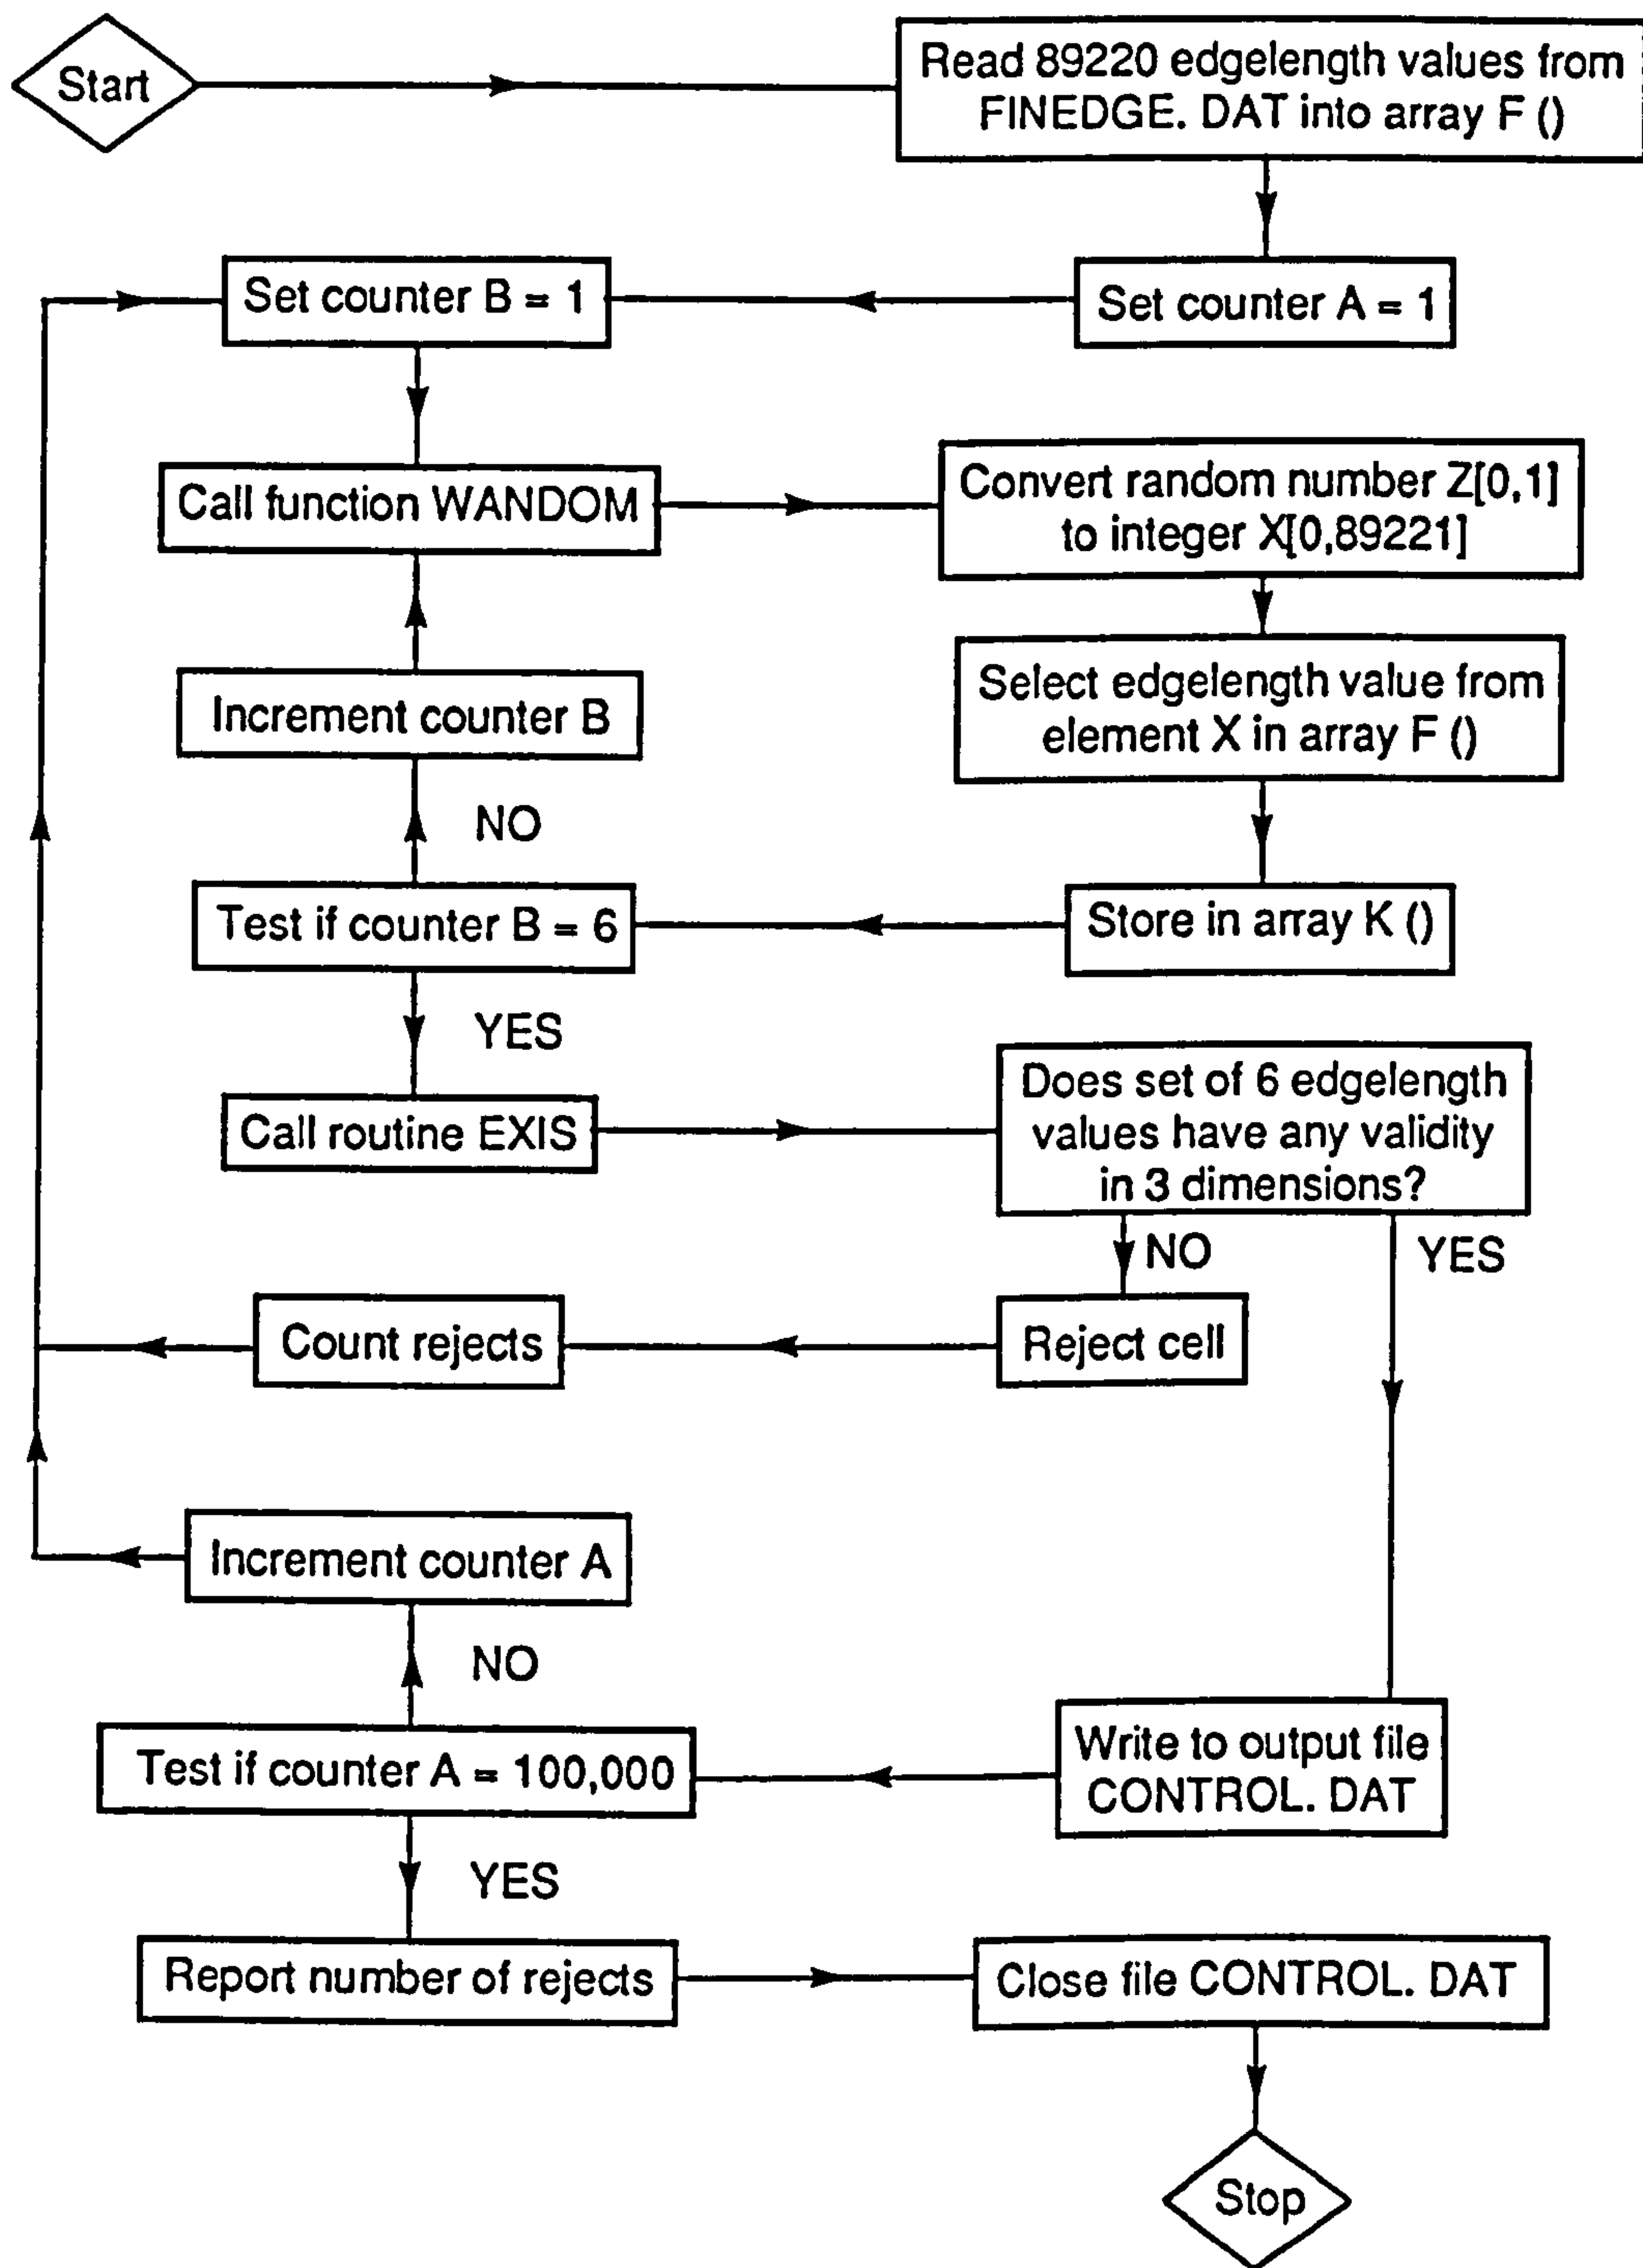 Start
Read 89220 edgelength values from
FINEDGE. DAT into array F ()
Set counter B = 1
Set counter A = 1
Call function WANDOM
Convert random number Z[0,1]
to integer X[0,89221]
Increment counter B
Select edgelength value from
element X in array F ()
NO
Test if counter B = 6
Store in array K ()
YES
Call routine EXIS
Does set of 6 edgelength
values have any validity
in 3 dimensions?
NO
YES
Count rejects
Reject cell
Increment counter A
NO
Test if counter A = 100,000
Write to output file
CONTROL. DAT
YES
Report number of rejects
Close file CONTROL. DAT
Stop